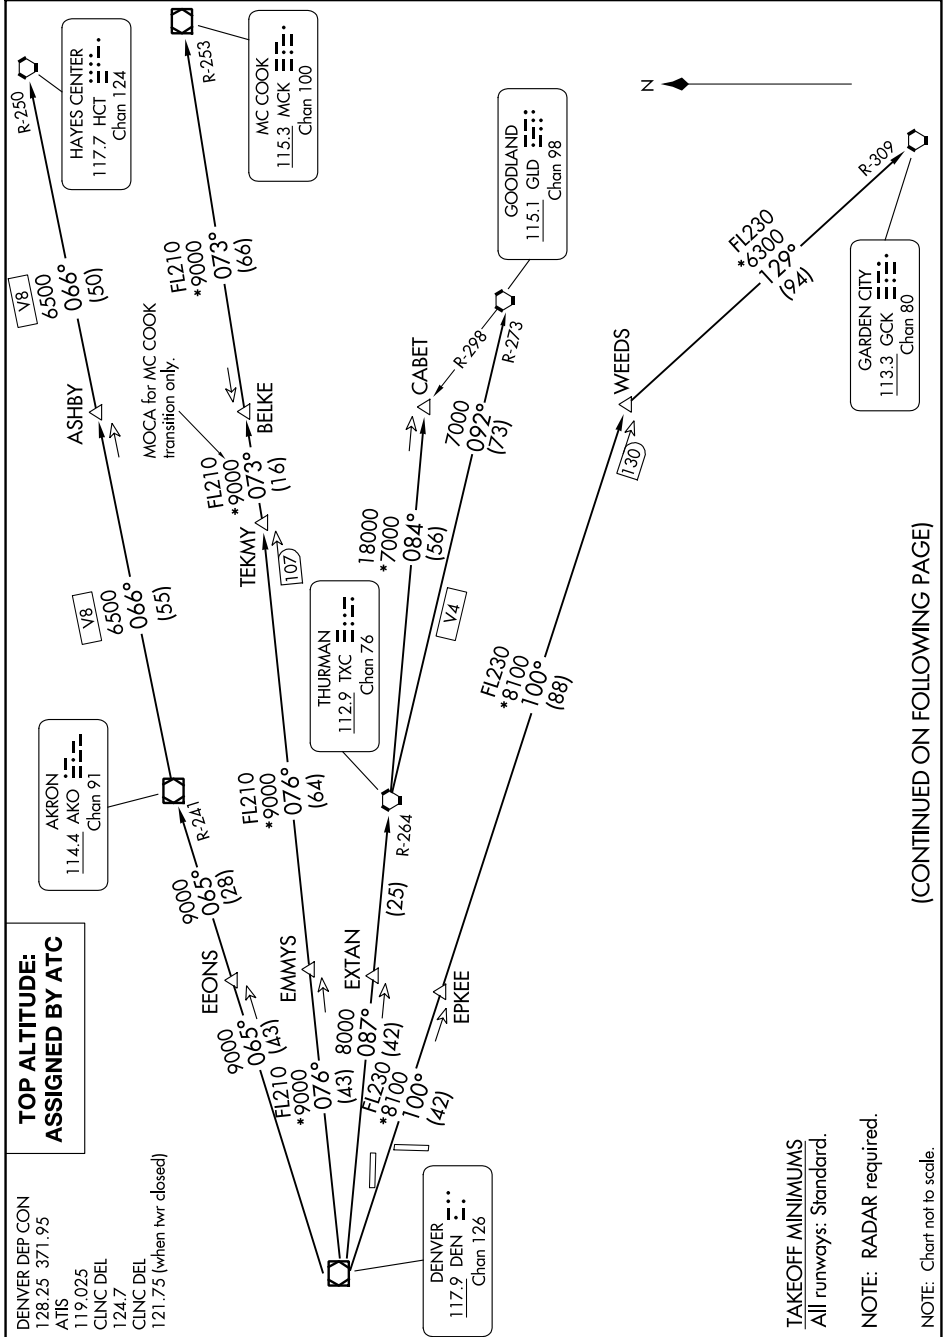 DENVER DEP CON
128.25 371.95
ATIS
119.025
CLNC DEL
124.7
CLNC DEL
121.75 (when twr closed)
TOP ALTITUDE:
ASSIGNED BY ATC
AKRON
114.4 AKO
Chan 91
HAYES CENTER
117.7 HCT
Chan 124
MC COOK
115.3 MCK
Chan 100
GOODLAND
115.1 GLD
Chan 98
GARDEN CITY
113.3 GCK
Chan 80
THURMAN
112.9 TXC
Chan 76
DENVER
117.9 DEN
Chan 126
N
9000
065°
(43)
EEONS
9000
065°
(28)
R-241
V8
6500
066°
(55)
ASHBY
V8
6500
066°
(50)
R-250
FL210
*9000
076°
(43)
EMMYS
FL210
*9000
076°
(64)
TEKMY
107
FL210
*9000
073°
(16)
MOCA for MC COOK
transition only.
BELKE
FL210
*9000
073°
(66)
R-253
8000
087°
(42)
EXTAN
(25)
R-264
18000
*7000
084°
(56)
CABET
R-298
V4
7000
092°
(73)
R-273
FL230
*8100
100°
(42)
EPKEE
FL230
*8100
100°
(88)
130
WEEDS
FL230
*6300
129°
(94)
R-309
TAKEOFF MINIMUMS
All runways: Standard.
NOTE: RADAR required.
NOTE: Chart not to scale.
(CONTINUED ON FOLLOWING PAGE)